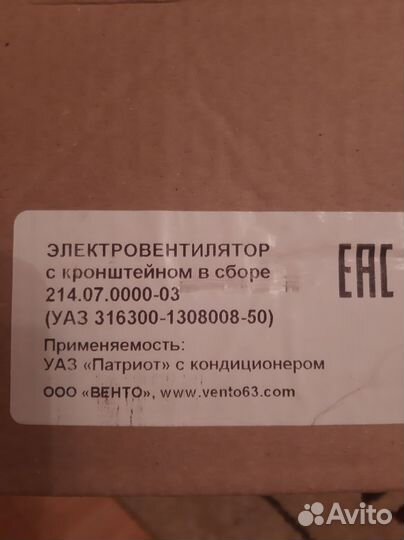 ЭЛЕКТРОВЕНТИЛЯТОР
с кронштейном в сборе
214.07.0000-03
(УАЗ 316300-1308008-50)
Применяемость:
УАЗ «Патриот» с кондиционером
ООО «ВЕНТО», www.vento63.com
EAC
Avito